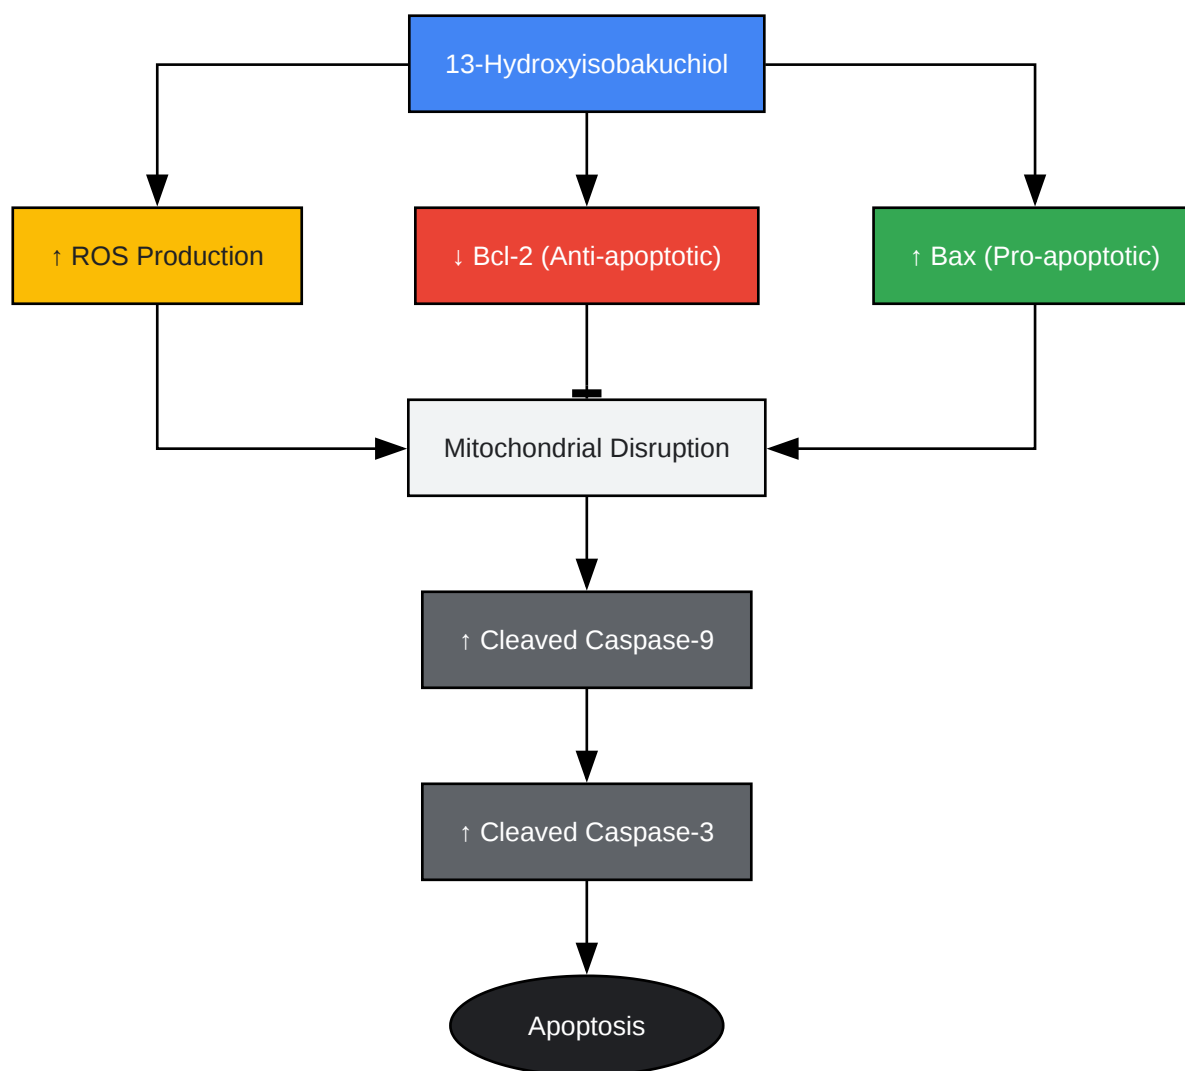 13-Hydroxyisobakuchiol
↑ ROS Production
↓ Bcl-2 (Anti-apoptotic)
↑ Bax (Pro-apoptotic)
Mitochondrial Disruption
↑ Cleaved Caspase-9
↑ Cleaved Caspase-3
Apoptosis